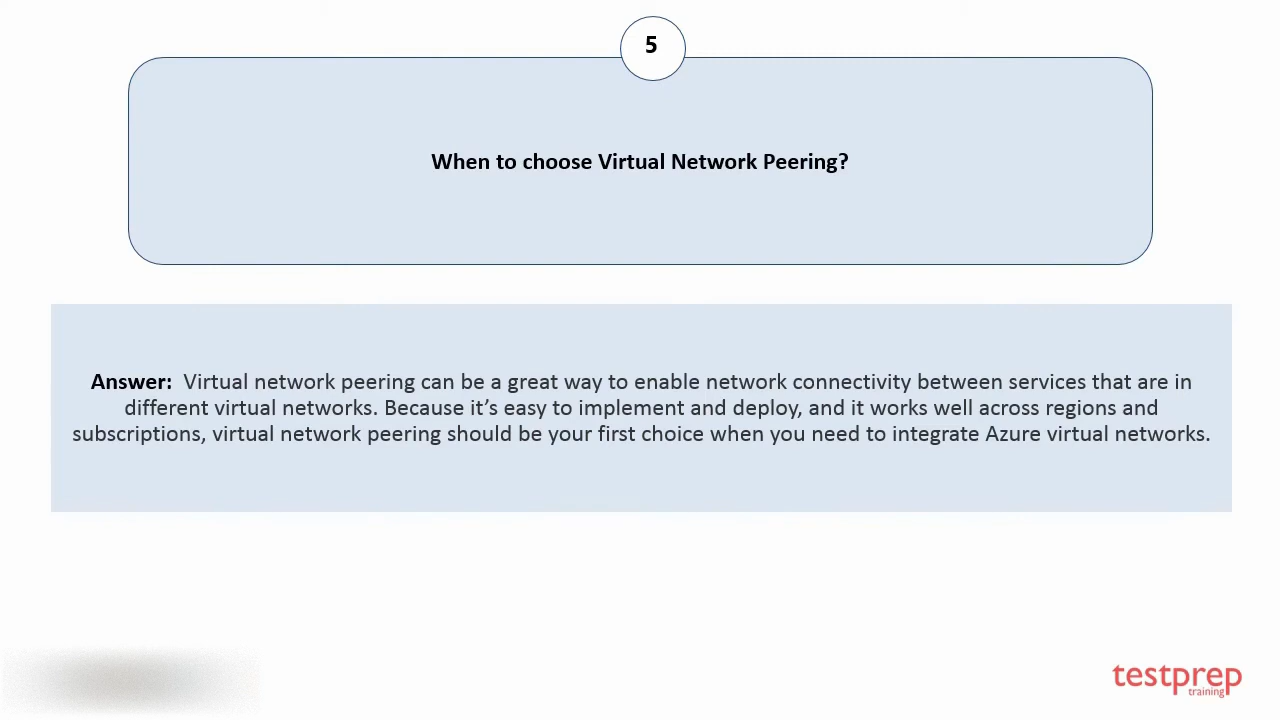 5
When to choose Virtual Network Peering?
Answer:  Virtual network peering can be a great way to enable network connectivity between services that are in
different virtual networks. Because it’s easy to implement and deploy, and it works well across regions and
subscriptions, virtual network peering should be your first choice when you need to integrate Azure virtual networks.
testprep
training